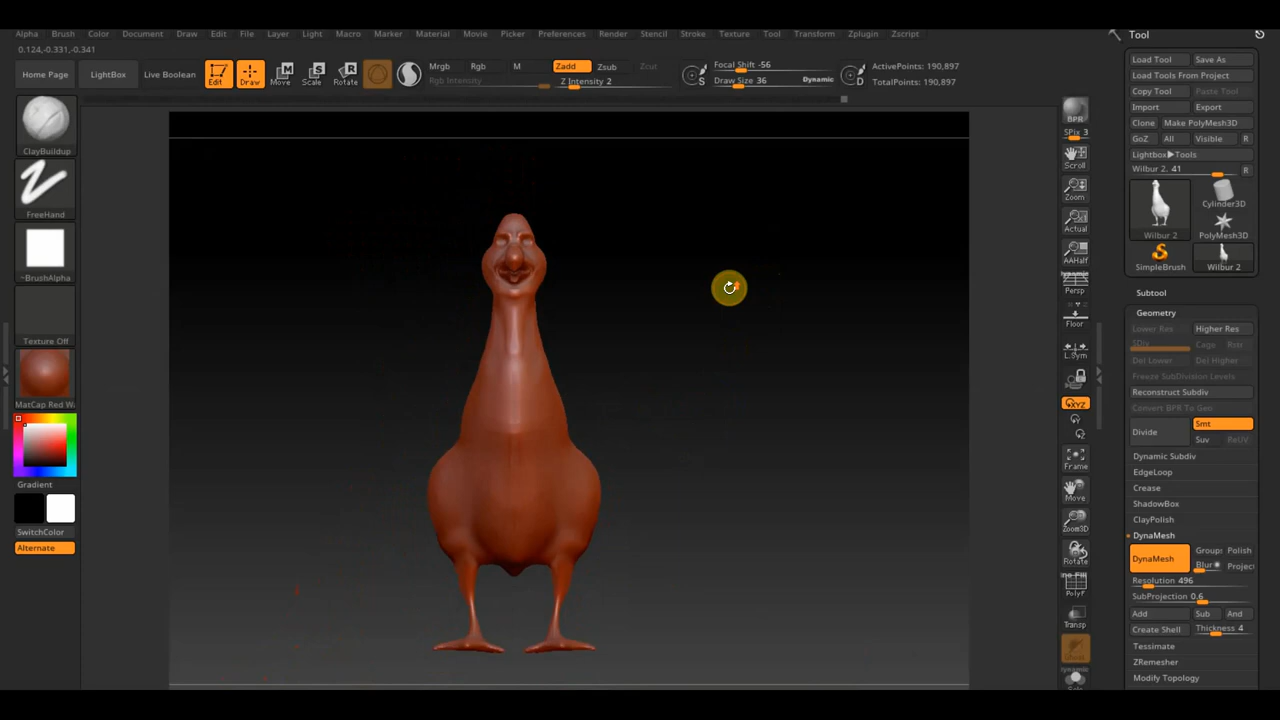 Alpha Brush Color Document Draw Edit File Layer Light Macro Marker Material Movie Picker Preferences Render Stencil Stroke Texture Tool Transform Zplugin Zscript
Tool
0.124,-0.331,-0.341
Home Page
LightBox
Live Boolean
Edit
Draw
Move
Scale
Rotate
Mrgb Rgb M
Rgb Intensity
Zadd Zsub Zcut
Z Intensity 2
S
Focal Shift -56
Draw Size 36 Dynamic
D
ActivePoints: 190,897
TotalPoints: 190,897
Load Tool Save As
Load Tools From Project
Copy Tool Paste Tool
Import Export
Clone Make PolyMesh3D
GoZ All Visible R
Lightbox Tools
Wilbur 2. 41 R
Wilbur 2
Cylinder3D
PolyMesh3D
SimpleBrush
Wilbur 2
Subtool
Geometry
Lower Res Higher Res
SDiv Cage Rstr
Del Lower Del Higher
Freeze SubDivision Levels
Reconstruct Subdiv
Convert BPR To Geo
Divide Smt
Suv ReUV
Dynamic Subdiv
EdgeLoop
Crease
ShadowBox
ClayPolish
DynaMesh
DynaMesh
Groups Polish
Blur Project
Resolution 496
SubProjection 0.6
Add Sub And
Create Shell Thickness 4
Tessimate
ZRemesher
Modify Topology
ClayBuildup
FreeHand
~BrushAlpha
Texture Off
MatCap Red W
Gradient
SwitchColor
Alternate
BPR
SPix 3
Scroll
Zoom
Actual
AAHalf
Dynamic
Persp
Floor
L.Sym
XYZ
Frame
Move
Zoom3D
Rotate
PolyF
Transp
Dynamic